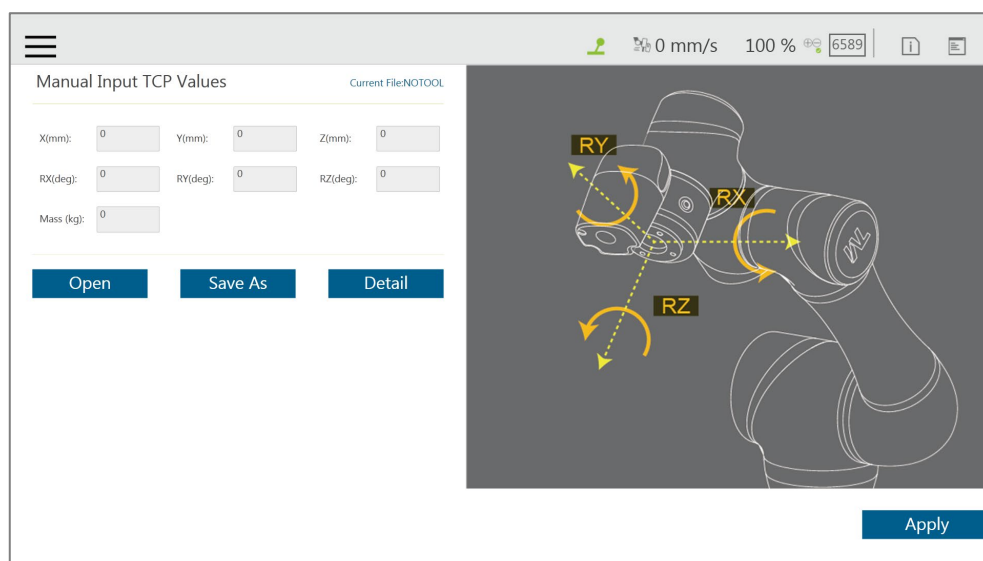 0 mm/s 100 % 6589
Manual Input TCP Values Current File:NOTOOL
X(mm): 0 Y(mm): 0 Z(mm): 0
RX(deg): 0 RY(deg): 0 RZ(deg): 0
Mass (kg): 0
Open Save As Detail
RY
RX
TM
RZ
Apply